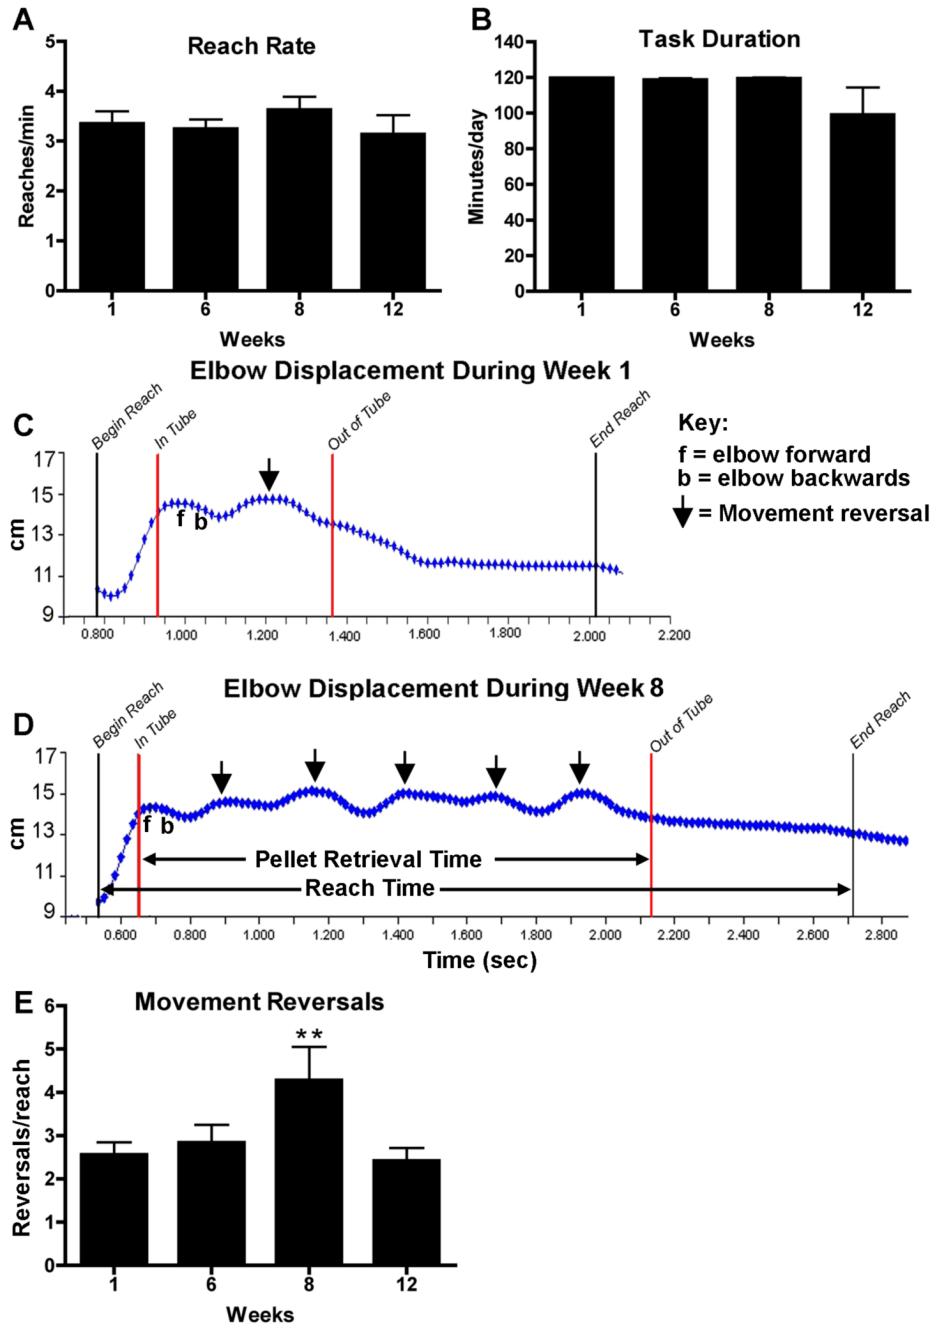 A
Reach Rate
5
4
3
2
1
0
Reaches/min
1 6 8 12
Weeks
B
Task Duration
140
120
100
80
60
40
20
0
Minutes/day
1 6 8 12
Weeks
Elbow Displacement During Week 1
C
Begin Reach
In Tube
Out of Tube
End Reach
Key:
f = elbow forward
b = elbow backwards
= Movement reversal
17
15
13
11
9
cm
f b
0.800 1.000 1.200 1.400 1.600 1.800 2.000 2.200
Elbow Displacement During Week 8
D
Begin Reach
In Tube
Out of Tube
End Reach
17
15
13
11
9
cm
f b
Pellet Retrieval Time
Reach Time
0.600 0.800 1.000 1.200 1.400 1.600 1.800 2.000 2.200 2.400 2.600 2.800
Time (sec)
E
Movement Reversals
6
5
4
3
2
1
0
Reversals/reach
**
1 6 8 12
Weeks